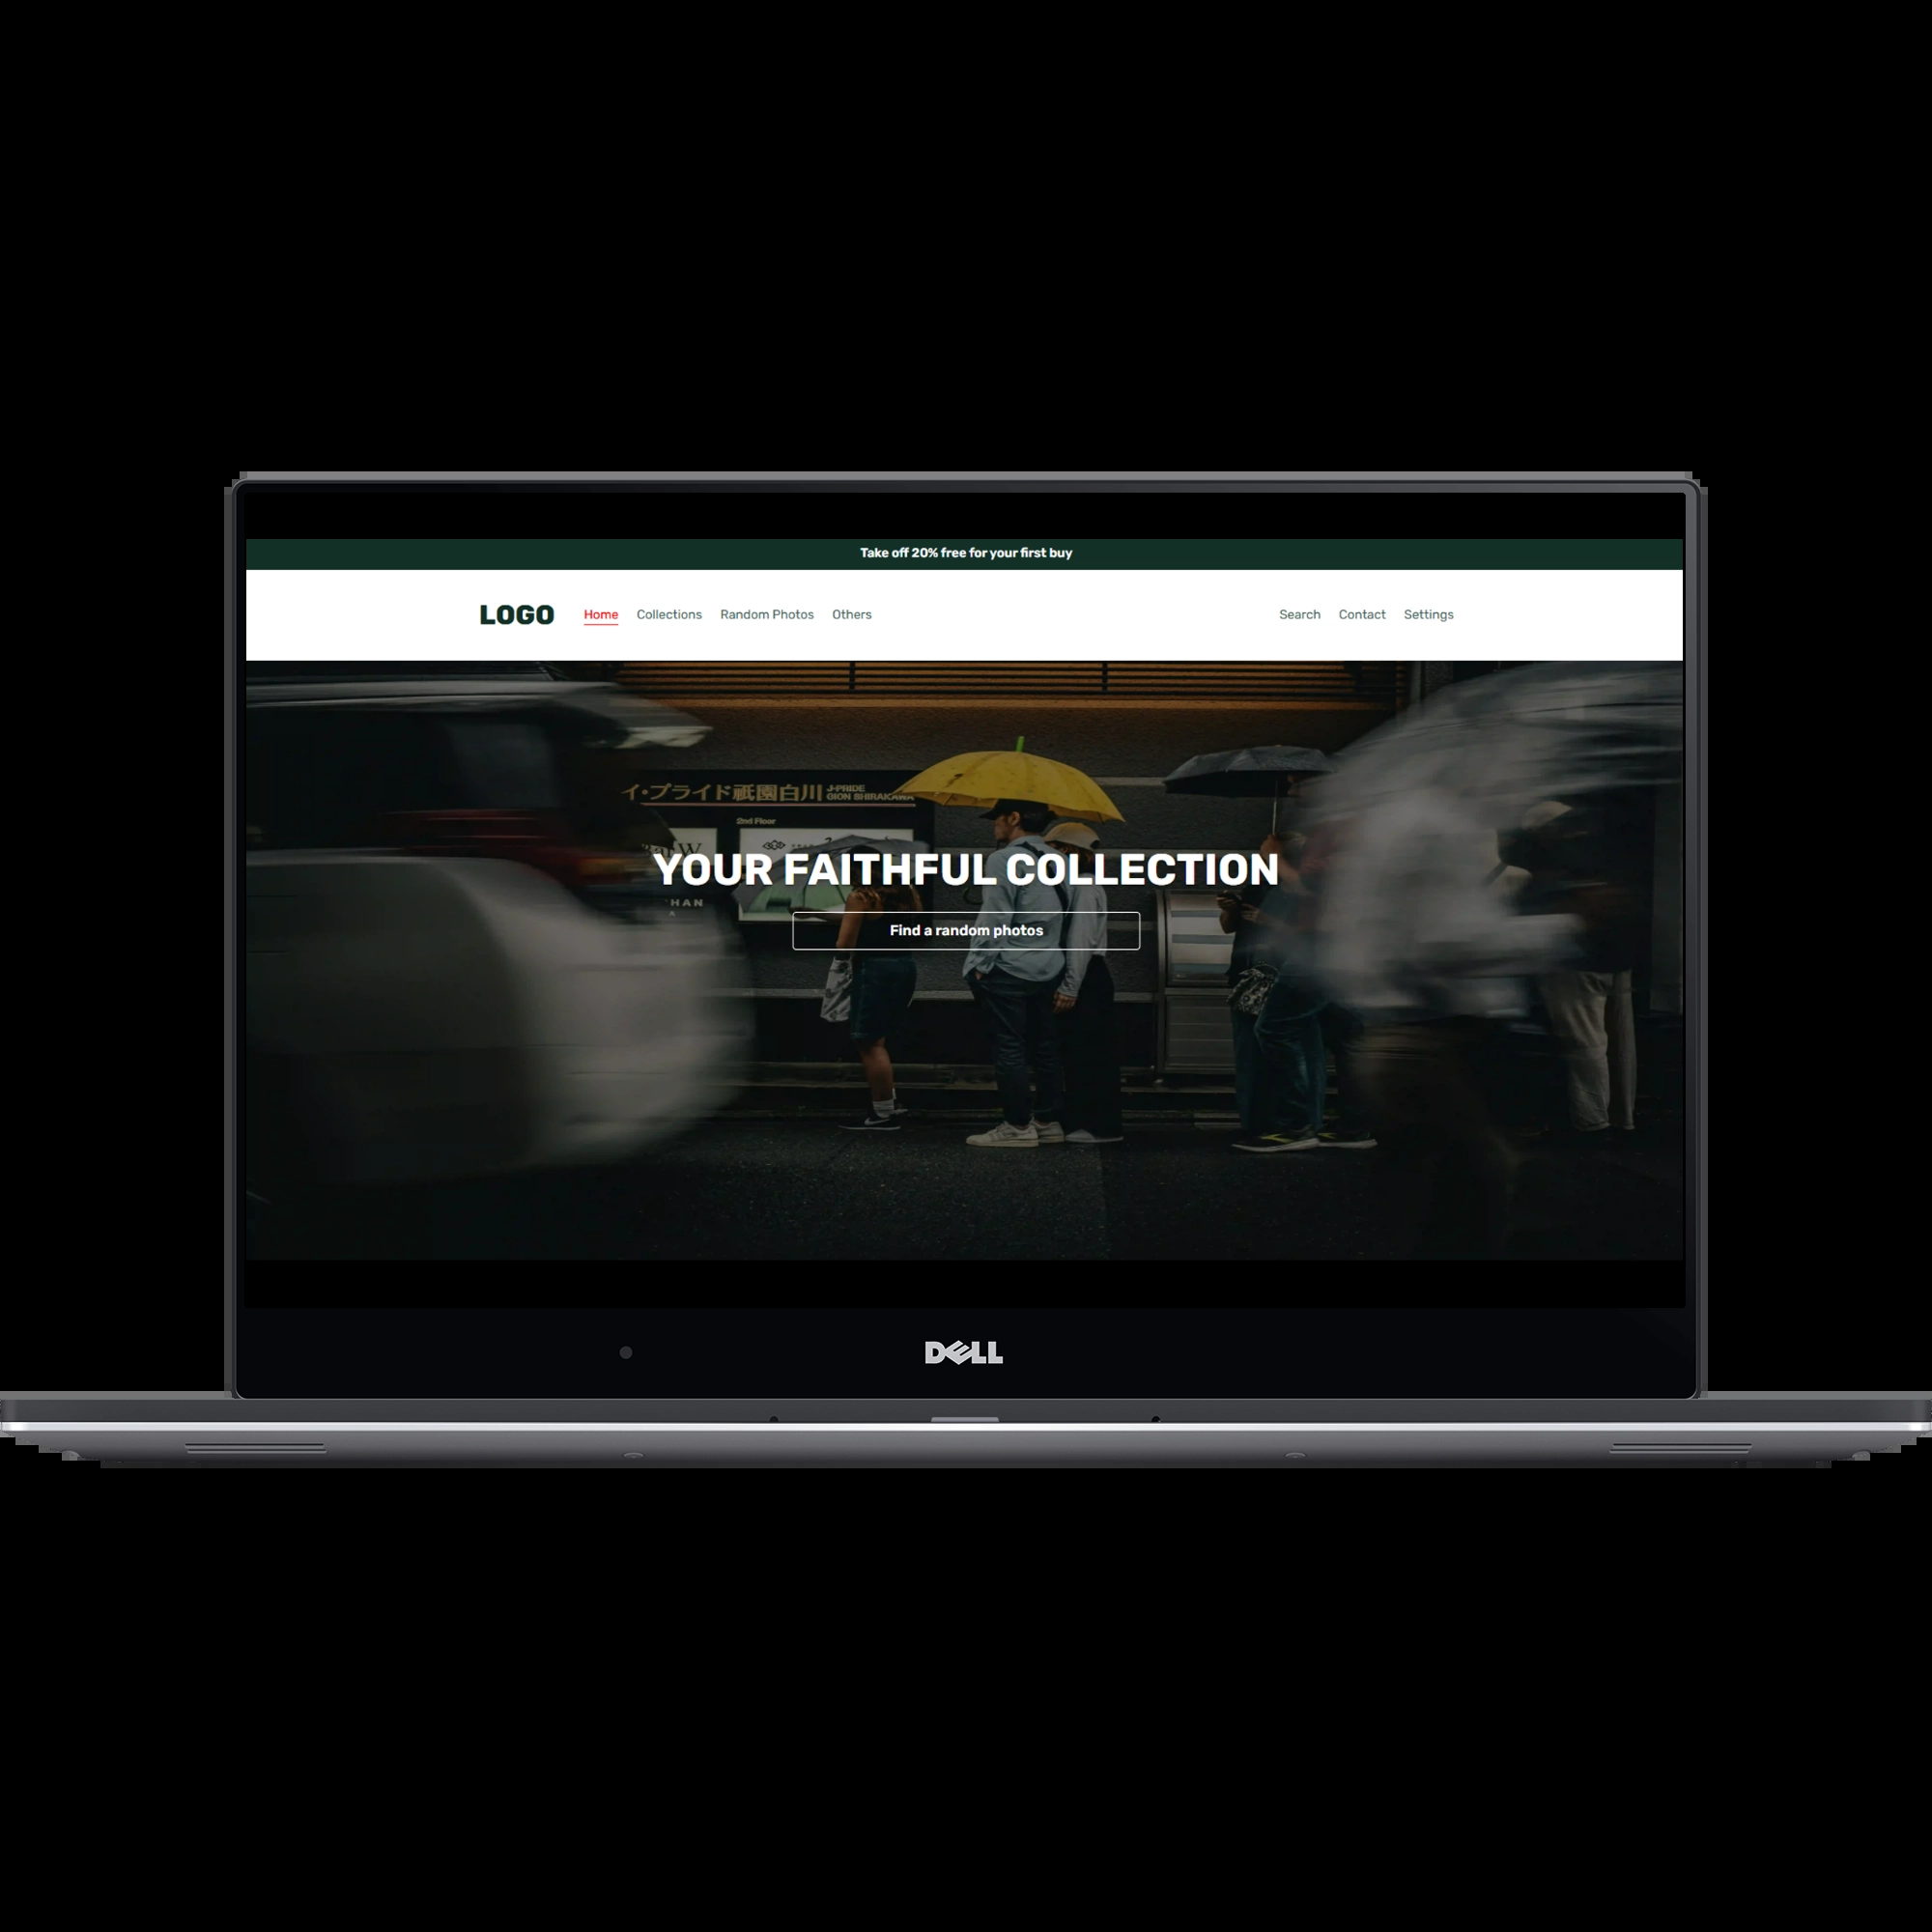 Take off 20% free for your first buy
LOGO Home Collections Random Photos Others Search Contact Settings
イ•プライド祇園白川 J-PRIDE
GION SHIRAKAWA
2nd Floor
YOUR FAITHFUL COLLECTION
HAN
Find a random photos
DELL